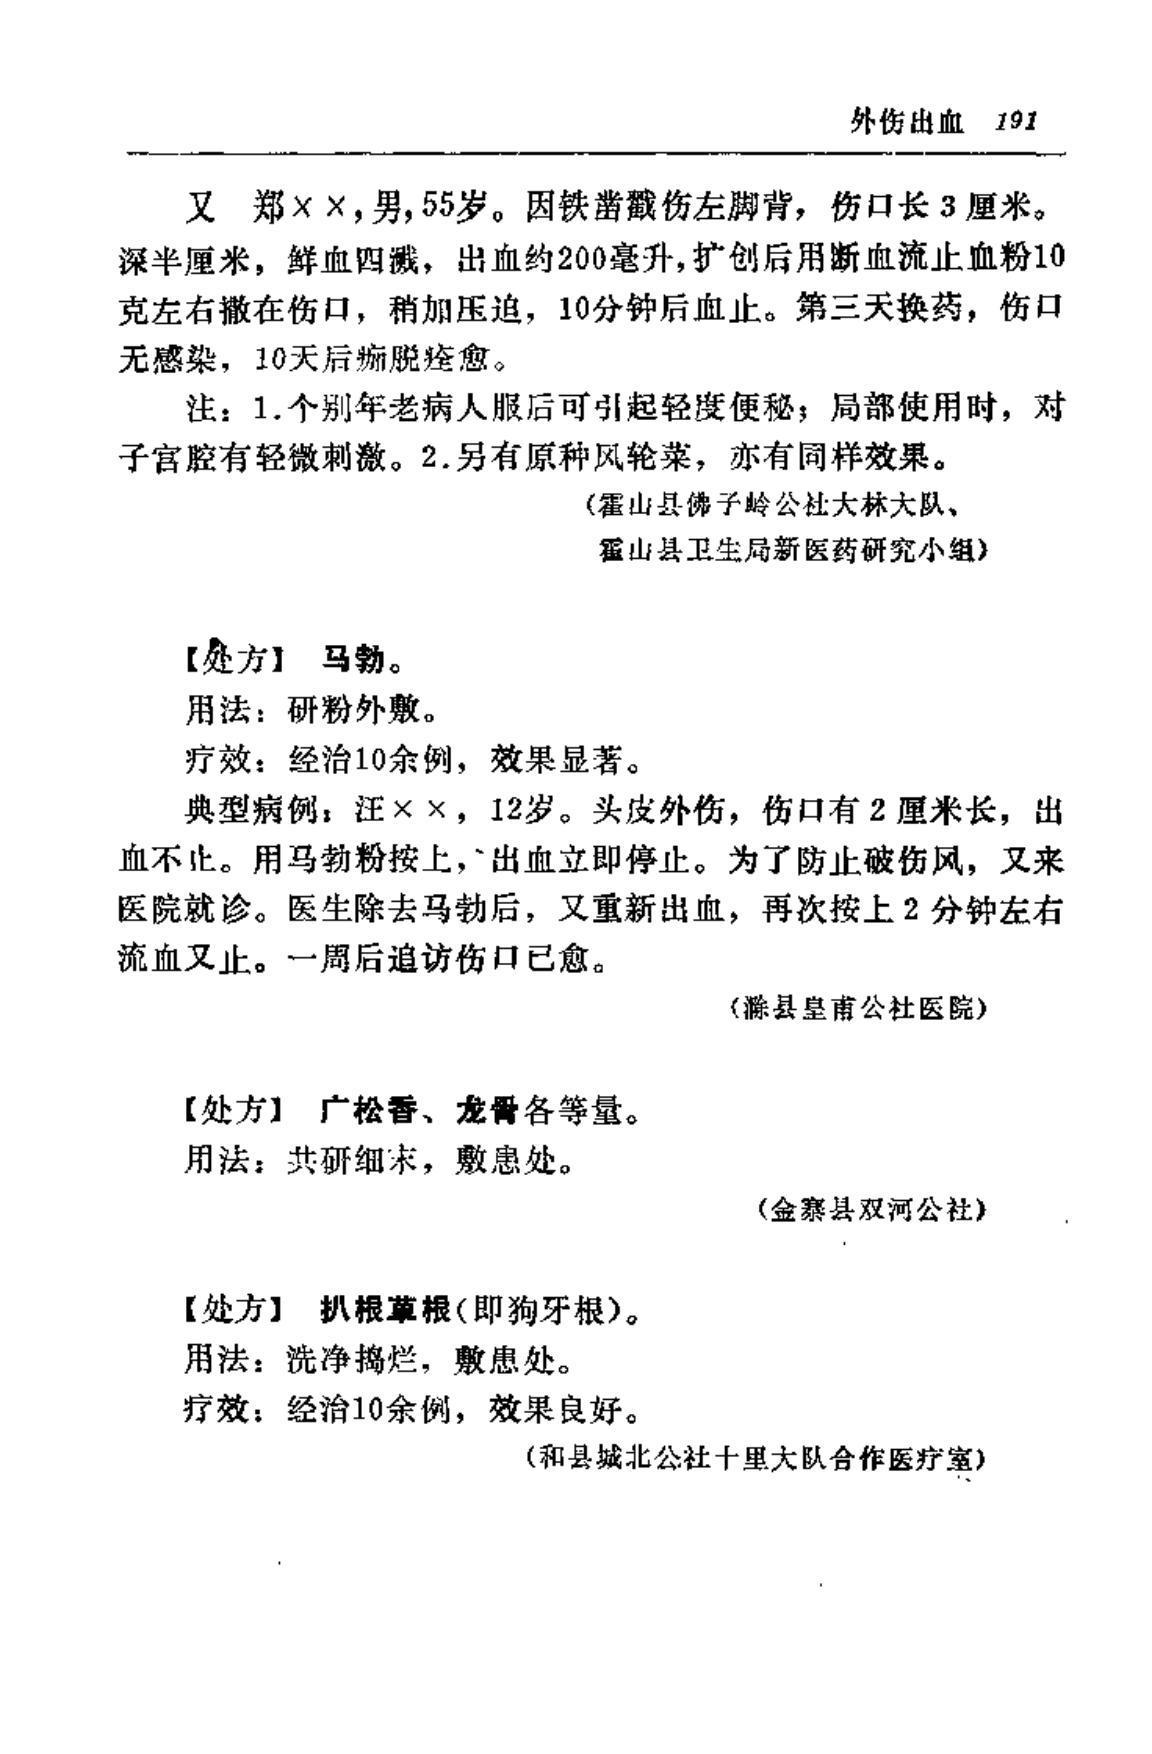 外伤出血 191
又 郑××,男,55岁。因铁凿戳伤左脚背，伤口长3厘米。
深半厘米，鲜血四溅，出血约200毫升,扩创后用断血流止血粉10
克左右撒在伤口，稍加压迫，10分钟后血止。第三天换药，伤口
无感染，10天后痂脱痊愈。
注：1.个别年老病人服后可引起轻度便秘；局部使用时，对
子宫腔有轻微刺激。2.另有原种风轮菜，亦有同样效果。
(霍山县佛子岭公社大林大队、
霍山县卫生局新医药研究小组)
【处方】 马勃。
用法：研粉外敷。
疗效：经治10余例，效果显著。
典型病例：汪××，12岁。头皮外伤，伤口有2厘米长，出
血不止。用马勃粉按上，出血立即停止。为了防止破伤风，又来
医院就诊。医生除去马勃后，又重新出血，再次按上2分钟左右
流血又止。一周后追访伤口已愈。
(滁县皇甫公社医院)
【处方】 广松香、龙骨各等量。
用法：共研细末，敷患处。
(金寨县双河公社)
【处方】 扒根草根(即狗牙根)。
用法：洗净捣烂，敷患处。
疗效：经治10余例，效果良好。
(和县城北公社十里大队合作医疗室)